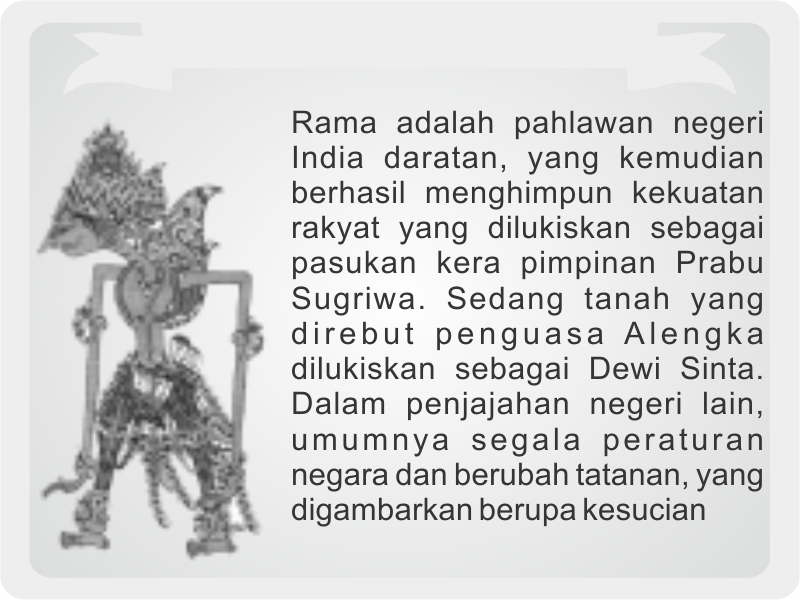 Rama adalah pahlawan negeri
India daratan, yang kemudian
berhasil menghimpun kekuatan
rakyat yang dilukiskan sebagai
pasukan kera pimpinan Prabu
Sugriwa. Sedang tanah yang
direbut penguasa Alengka
dilukiskan sebagai Dewi Sinta.
Dalam penjajahan negeri lain,
umumnya segala peraturan
negara dan berubah tatanan, yang
digambarkan berupa kesucian